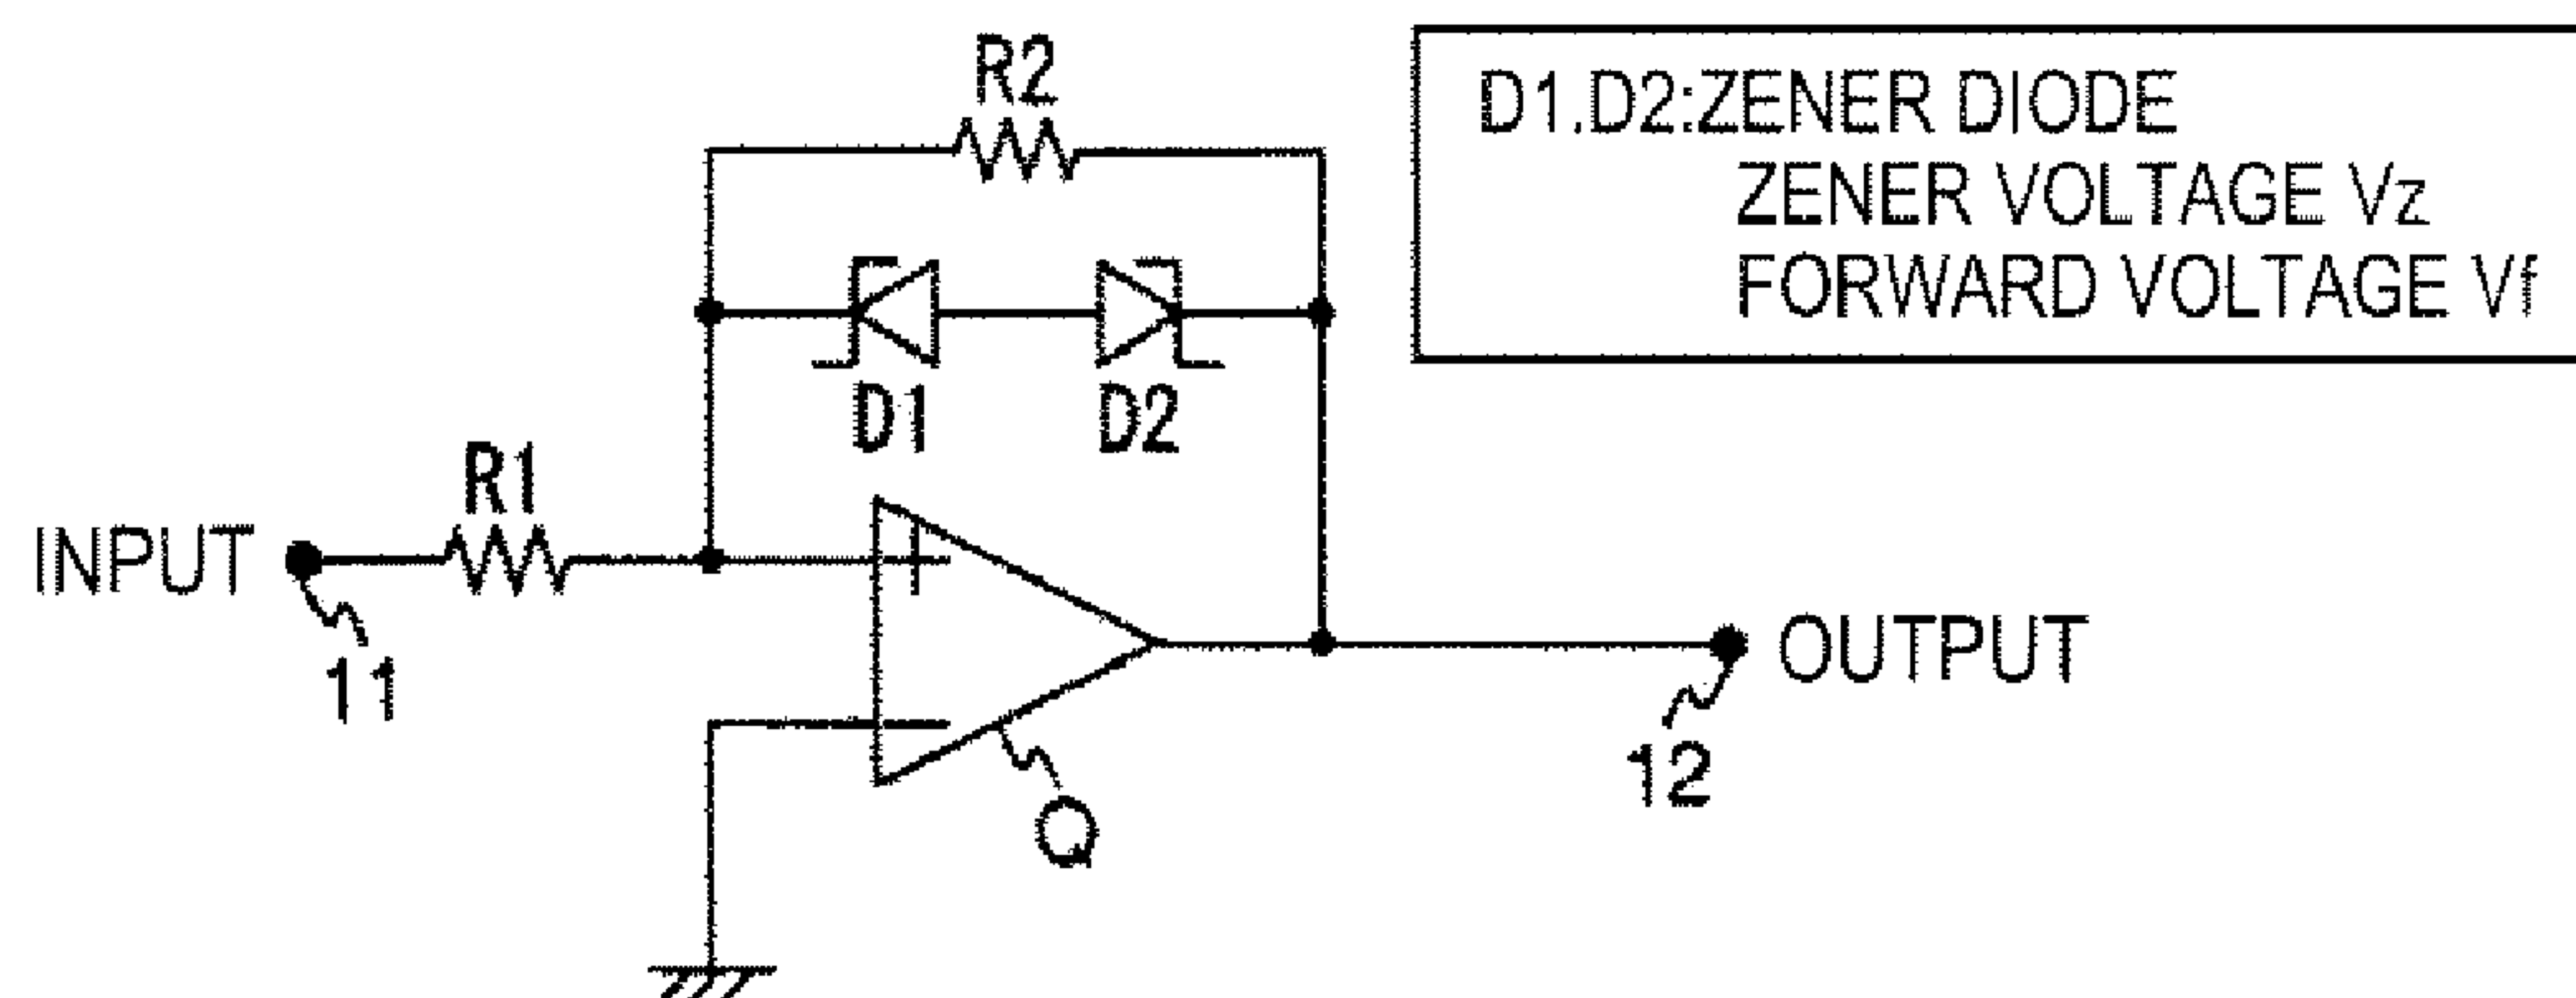 R2
D1.D2:ZENER DIODE
ZENER VOLTAGE Vz
FORWARD VOLTAGE Vf
D1
D2
R1
INPUT
+
11
OUTPUT
-
12
Q